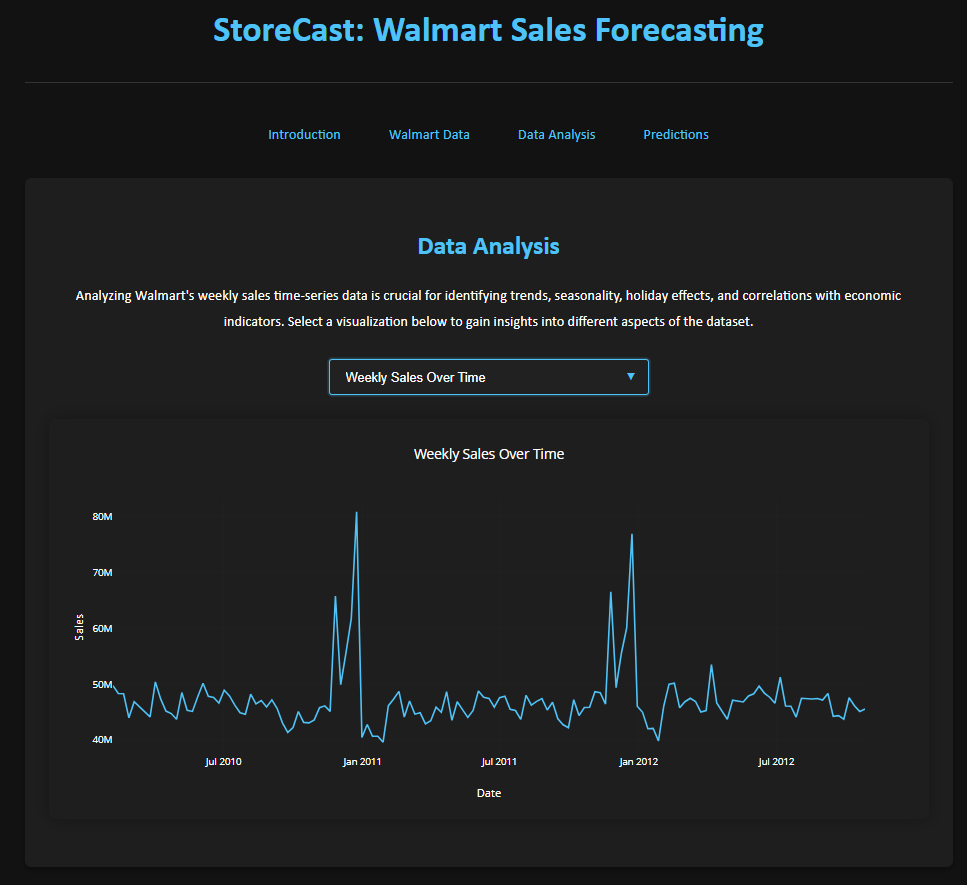 StoreCast: Walmart Sales Forecasting
Introduction
Walmart Data
Data Analysis
Predictions
Data Analysis
Analyzing Walmart's weekly sales time-series data is crucial for identifying trends, seasonality, holiday effects, and correlations with economic
indicators. Select a visualization below to gain insights into different aspects of the dataset.
Weekly Sales Over Time
Weekly Sales Over Time
80M
70M
60M
50M
40M
Sales
Jul 2010
Jan 2011
Jul 2011
Jan 2012
Jul 2012
Date